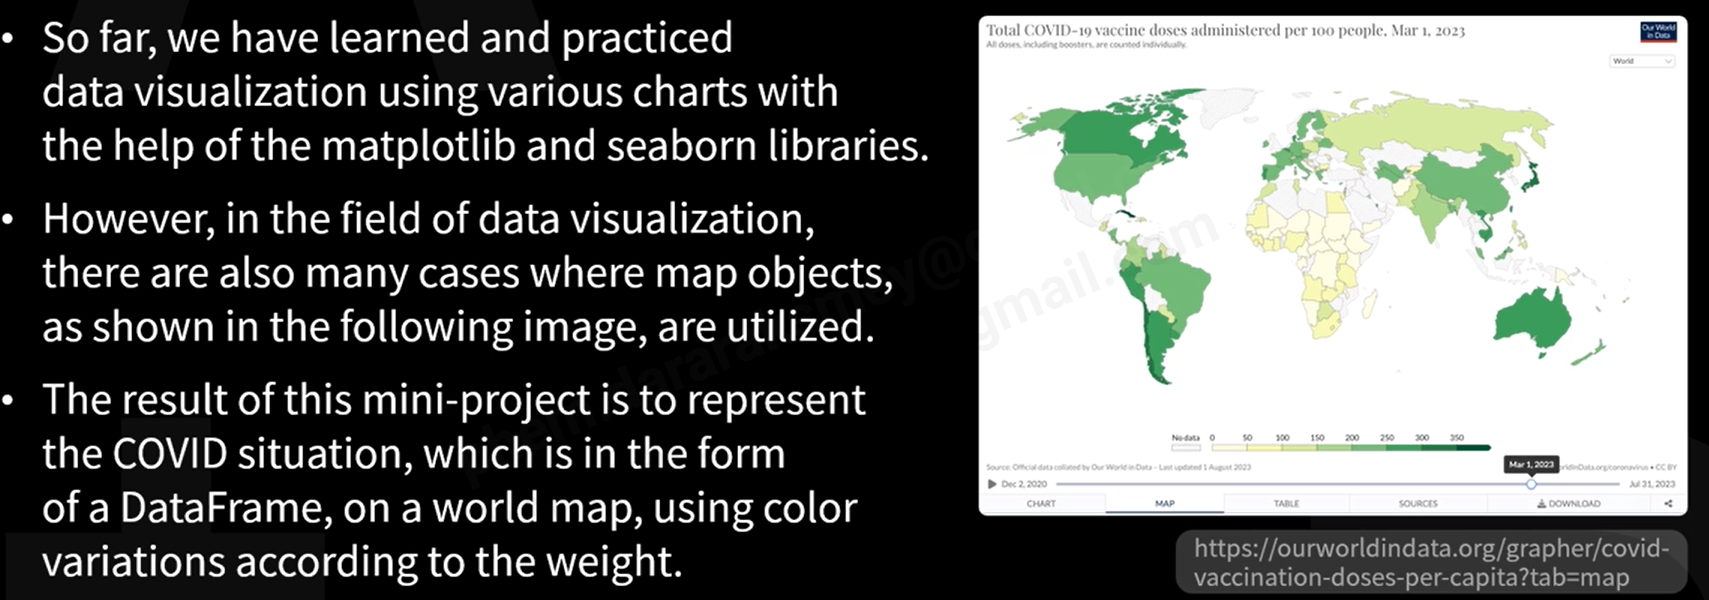 • So far, we have learned and practiced
data visualization using various charts with
the help of the matplotlib and seaborn libraries.
• However, in the field of data visualization,
there are also many cases where map objects,
as shown in the following image, are utilized.
• The result of this mini-project is to represent
the COVID situation, which is in the form
of a DataFrame, on a world map, using color
variations according to the weight.
Total COVID-19 vaccine doses administered per 100 people, Mar 1, 2023
All doses, including boosters, are counted individually.
Our World
in Data
World
No data 0 50 100 150 200 250 300 350
Source: Official data collated by Our World in Data – Last updated 1 August 2023
Mar 1, 2023
rldInData.org/coronavirus • CC BY
Dec 2, 2020
Jul 31, 2023
CHART MAP TABLE SOURCES DOWNLOAD
https://ourworldindata.org/grapher/covid-
vaccination-doses-per-capita?tab=map